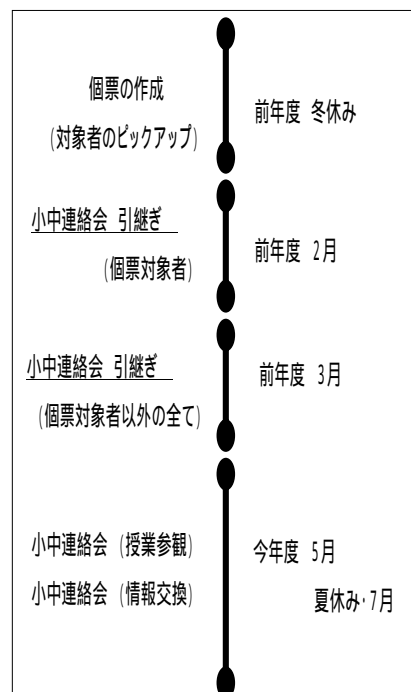 個票の作成
(対象者のピックアップ)
前年度 冬休み
小中連絡会 引継ぎ
(個票対象者)
前年度 2月
小中連絡会 引継ぎ
(個票対象者以外の全て)
前年度 3月
小中連絡会 (授業参観)
今年度 5月
小中連絡会 (情報交換)
夏休み・7月